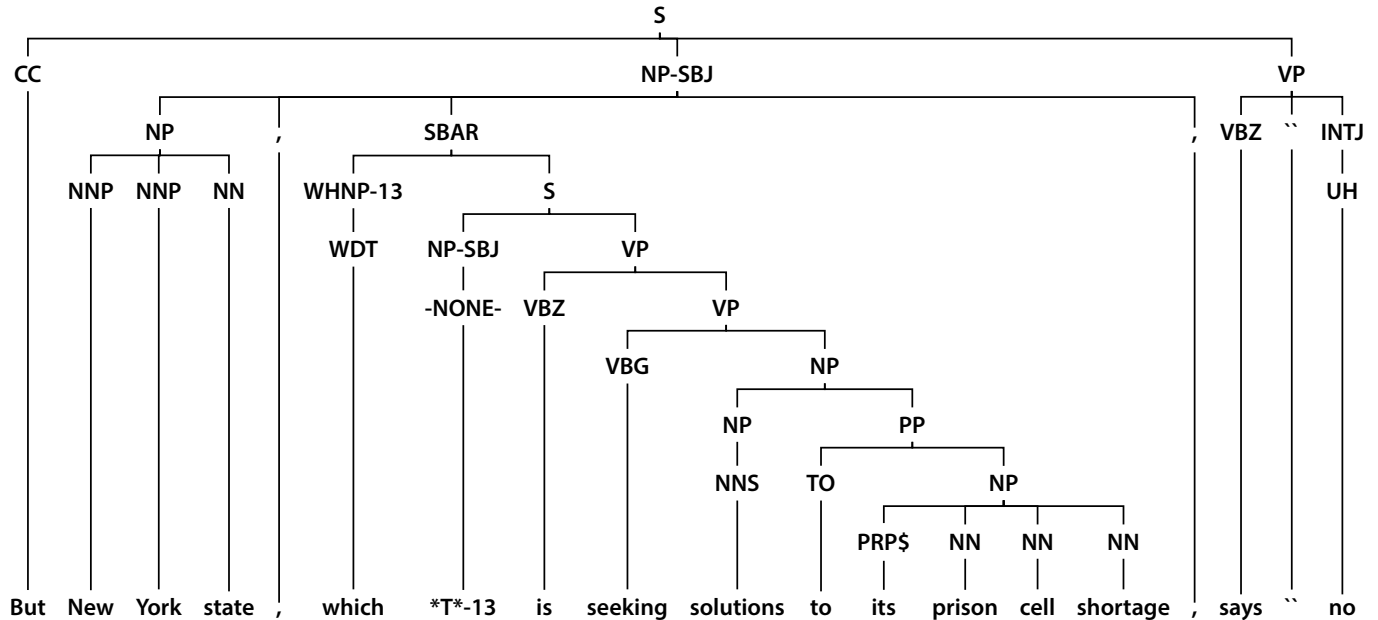 S
CC NP-SBJ VP
NP , SBAR , VBZ `` INTJ
NNP NNP NN WHNP-13 S UH
WDT NP-SBJ VP
-NONE- VBZ VP
VBG NP
NP PP
NNS TO NP
PRP$ NN NN NN
But New York state , which *T*-13 is seeking solutions to its prison cell shortage , says `` no